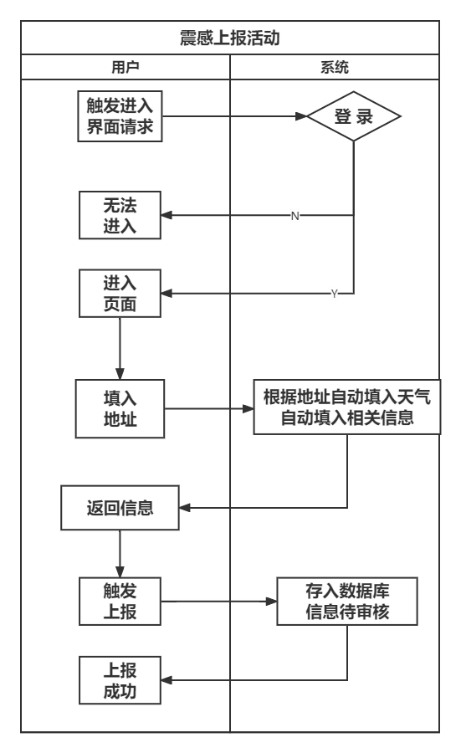 震感上报活动
用户
系统
触发进入
界面请求
登 录
无法
进入
N
进入
页面
Y
填入
地址
根据地址自动填入天气
自动填入相关信息
返回信息
触发
上报
存入数据库
信息待审核
上报
成功